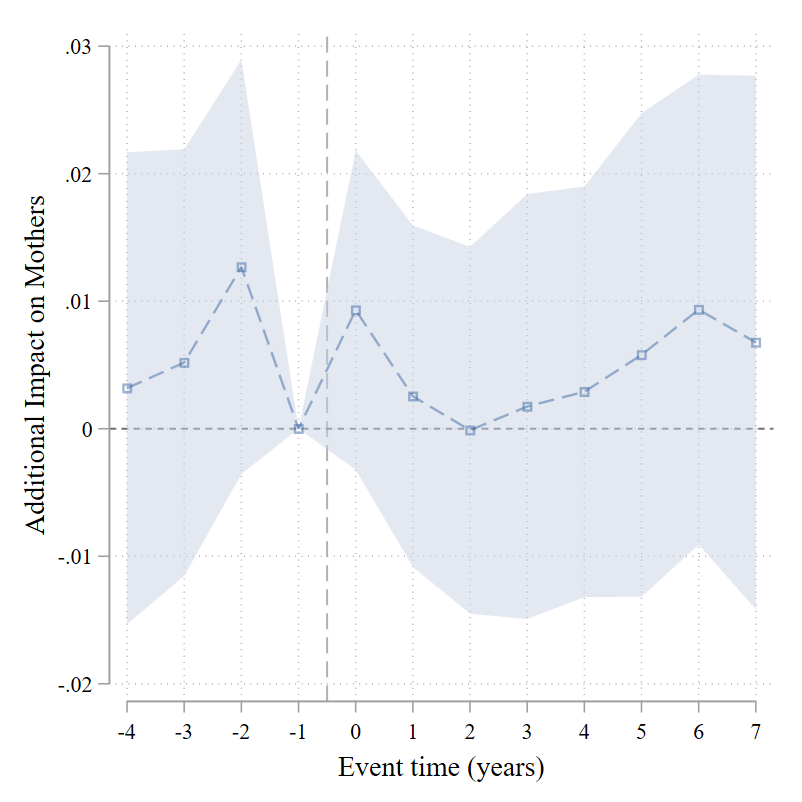 .03
.02
.01
0
-.01
-.02
Additional Impact on Mothers
-4 -3 -2 -1 0 1 2 3 4 5 6 7
Event time (years)